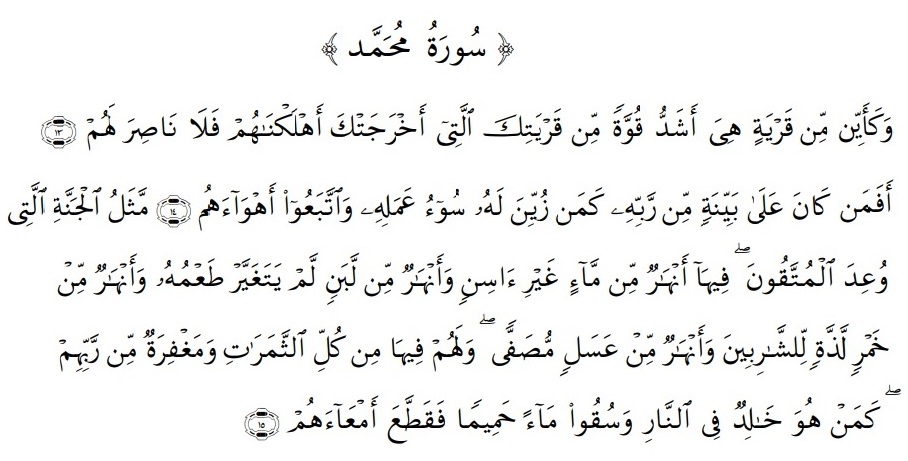 ﴿ سُورَةُ مُحَمَّد ﴾
وَكَأَيِّن مِّن قَرْيَةٍ هِىَ أَشَدُّ قُوَّةً مِّن قَرْيَتِكَ ٱلَّتِىٓ أَخْرَجَتْكَ أَهْلَكْنَٰهُمْ فَلَا نَاصِرَ لَهُمْ ١٣
أَفَمَن كَانَ عَلَىٰ بَيِّنَةٍ مِّن رَّبِّهِۦ كَمَن زُيِّنَ لَهُۥ سُوٓءُ عَمَلِهِۦ وَٱتَّبَعُوٓا۟ أَهْوَآءَهُم ١٤ مَّثَلُ ٱلْجَنَّةِ ٱلَّتِى
وُعِدَ ٱلْمُتَّقُونَ ۖ فِيهَآ أَنْهَٰرٌ مِّن مَّآءٍ غَيْرِ ءَاسِنٍ وَأَنْهَٰرٌ مِّن لَّبَنٍ لَّمْ يَتَغَيَّرْ طَعْمُهُۥ وَأَنْهَٰرٌ مِّنْ
خَمْرٍ لَّذَّةٍ لِّلشَّٰرِبِينَ وَأَنْهَٰرٌ مِّنْ عَسَلٍ مُّصَفًّى ۖ وَلَهُمْ فِيهَا مِن كُلِّ ٱلثَّمَرَٰتِ وَمَغْفِرَةٌ مِّن رَّبِّهِمْ
ۖ كَمَنْ هُوَ خَٰلِدٌ فِى ٱلنَّارِ وَسُقُوا۟ مَآءً حَمِيمًا فَقَطَّعَ أَمْعَآءَهُمْ ١٥